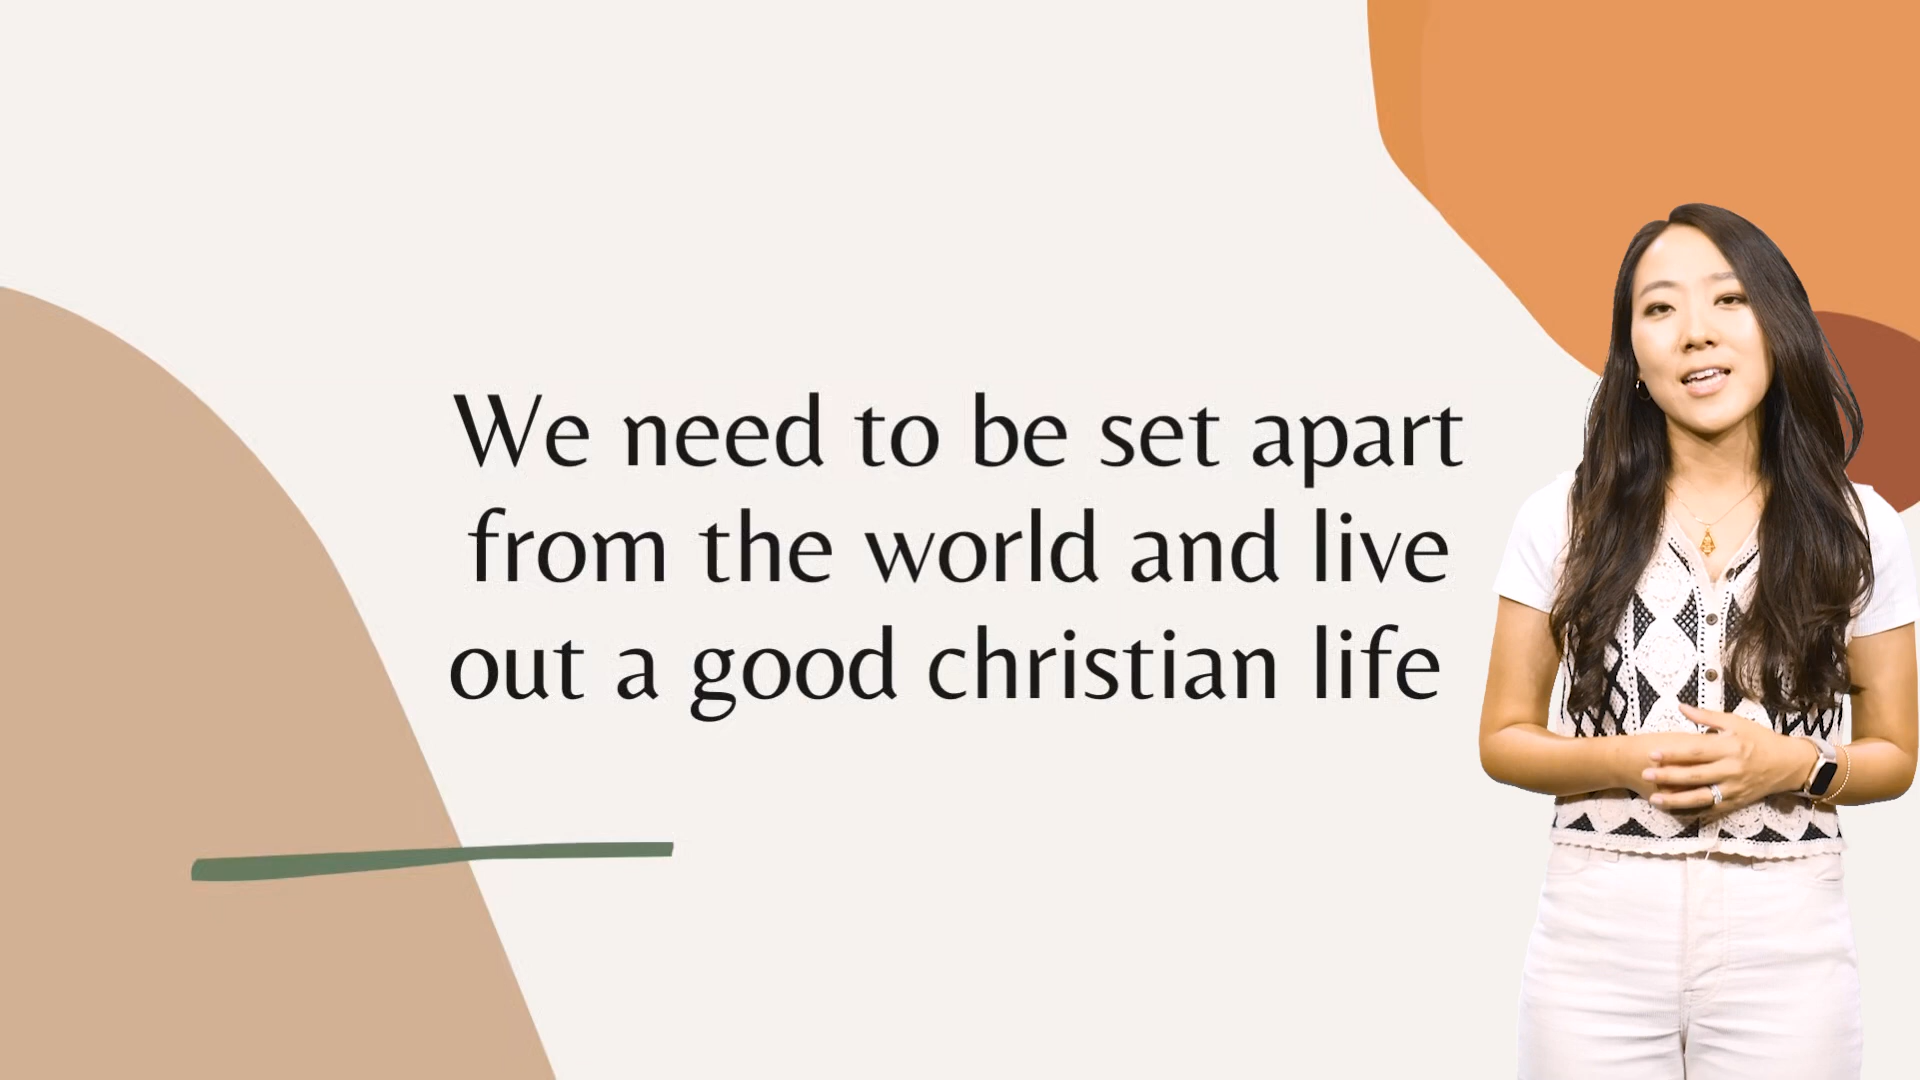 We need to be set apart
from the world and live
out a good christian life